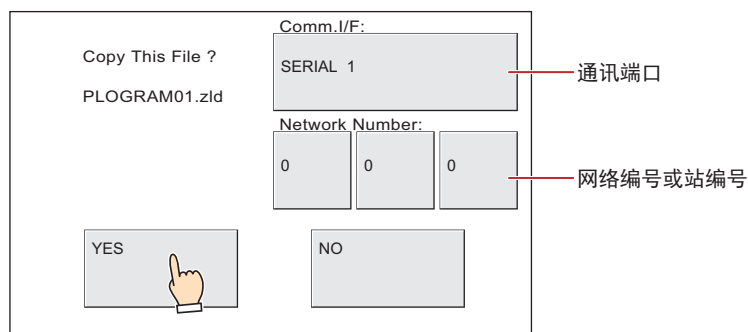 Comm.I/F:
Copy This File ?
SERIAL 1
通讯端口
PLOGRAM01.zld
Network Number:
0 0 0
网络编号或站编号
YES NO